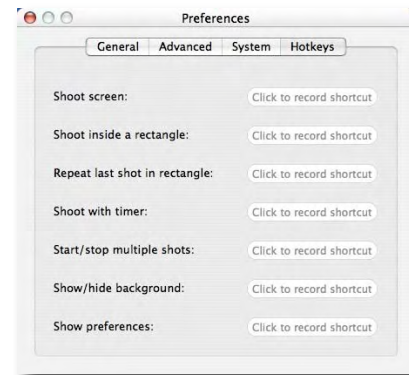 Preferences
General Advanced System Hotkeys
Shoot screen: Click to record shortcut
Shoot inside a rectangle: Click to record shortcut
Repeat last shot in rectangle: Click to record shortcut
Shoot with timer: Click to record shortcut
Start/stop multiple shots: Click to record shortcut
Show/hide background: Click to record shortcut
Show preferences: Click to record shortcut